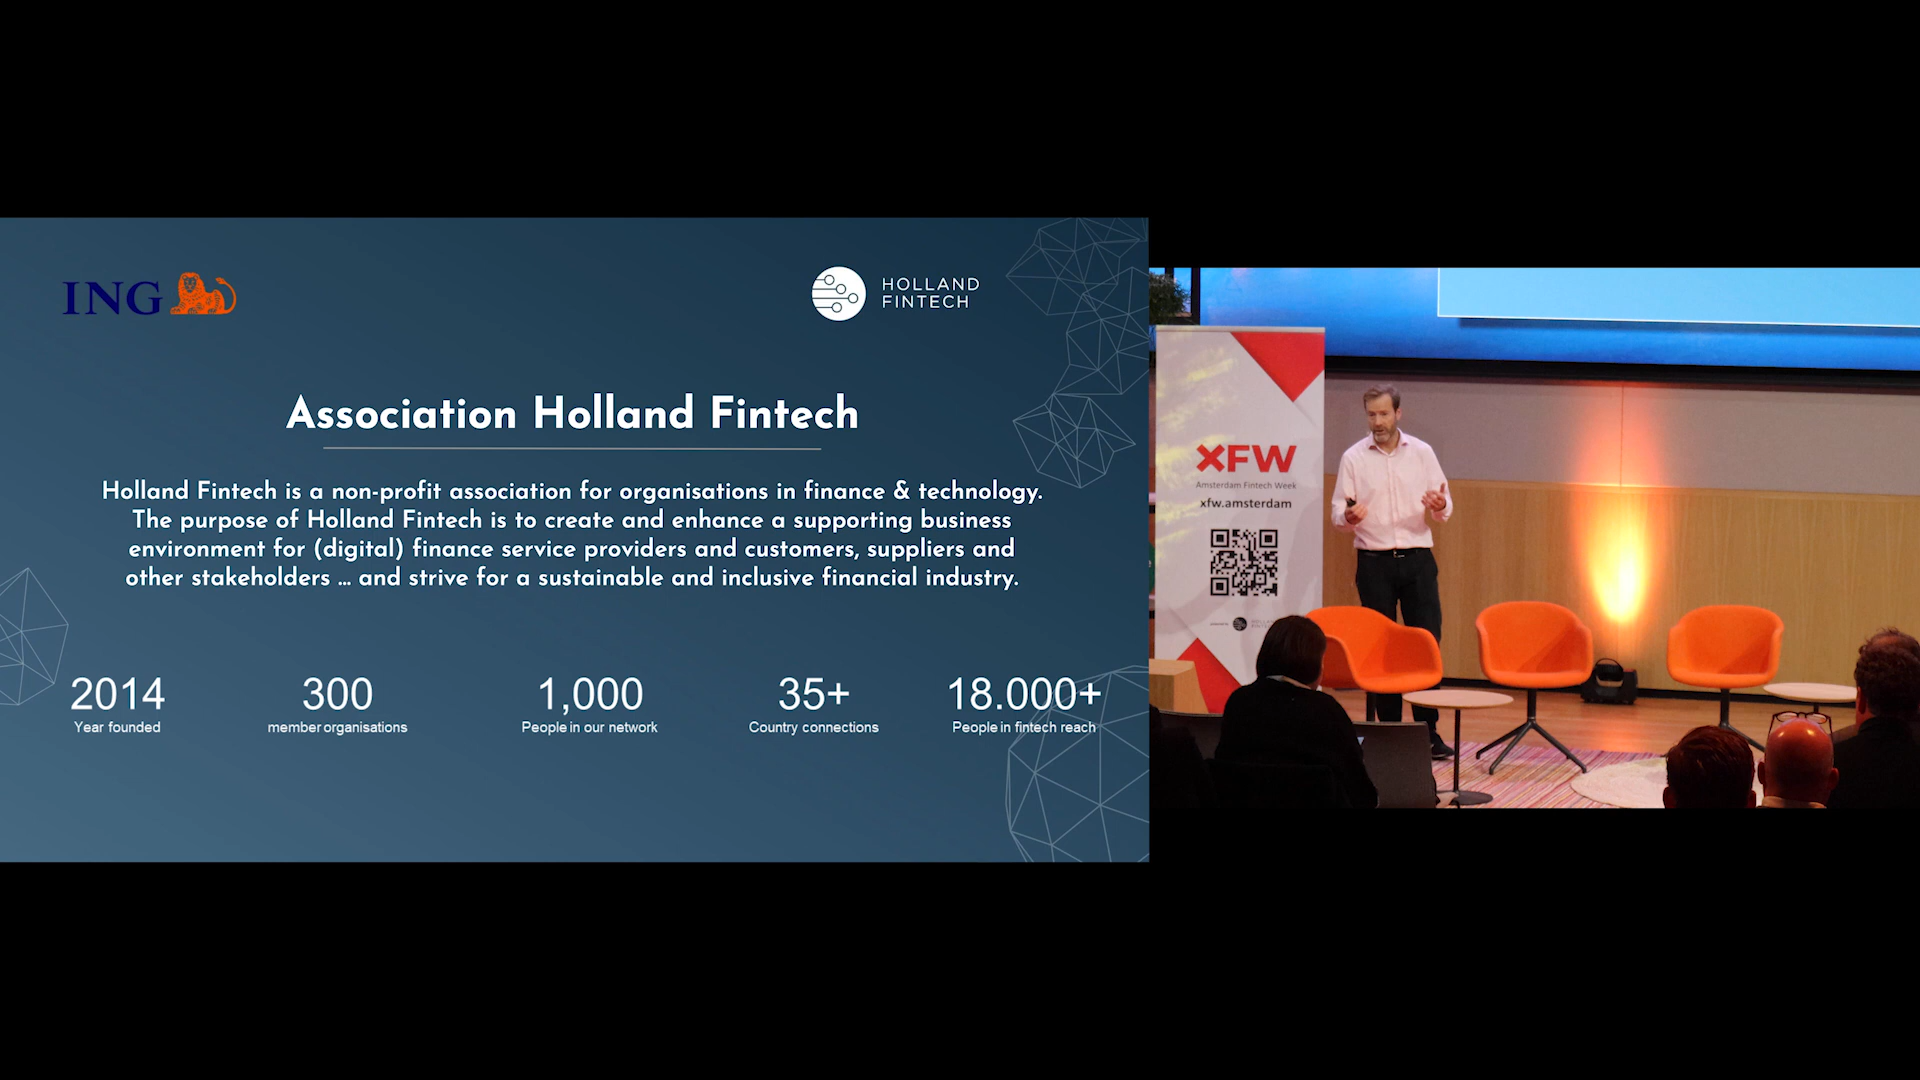 ING
HOLLAND
FINTECH
Association Holland Fintech
Holland Fintech is a non-profit association for organisations in finance & technology.
The purpose of Holland Fintech is to create and enhance a supporting business
environment for (digital) finance service providers and customers, suppliers and
other stakeholders ... and strive for a sustainable and inclusive financial industry.
2014
Year founded
300
member organisations
1,000
People in our network
35+
Country connections
18.000+
People in fintech reach
XFW
Amsterdam Fintech Week
xfw.amsterdam